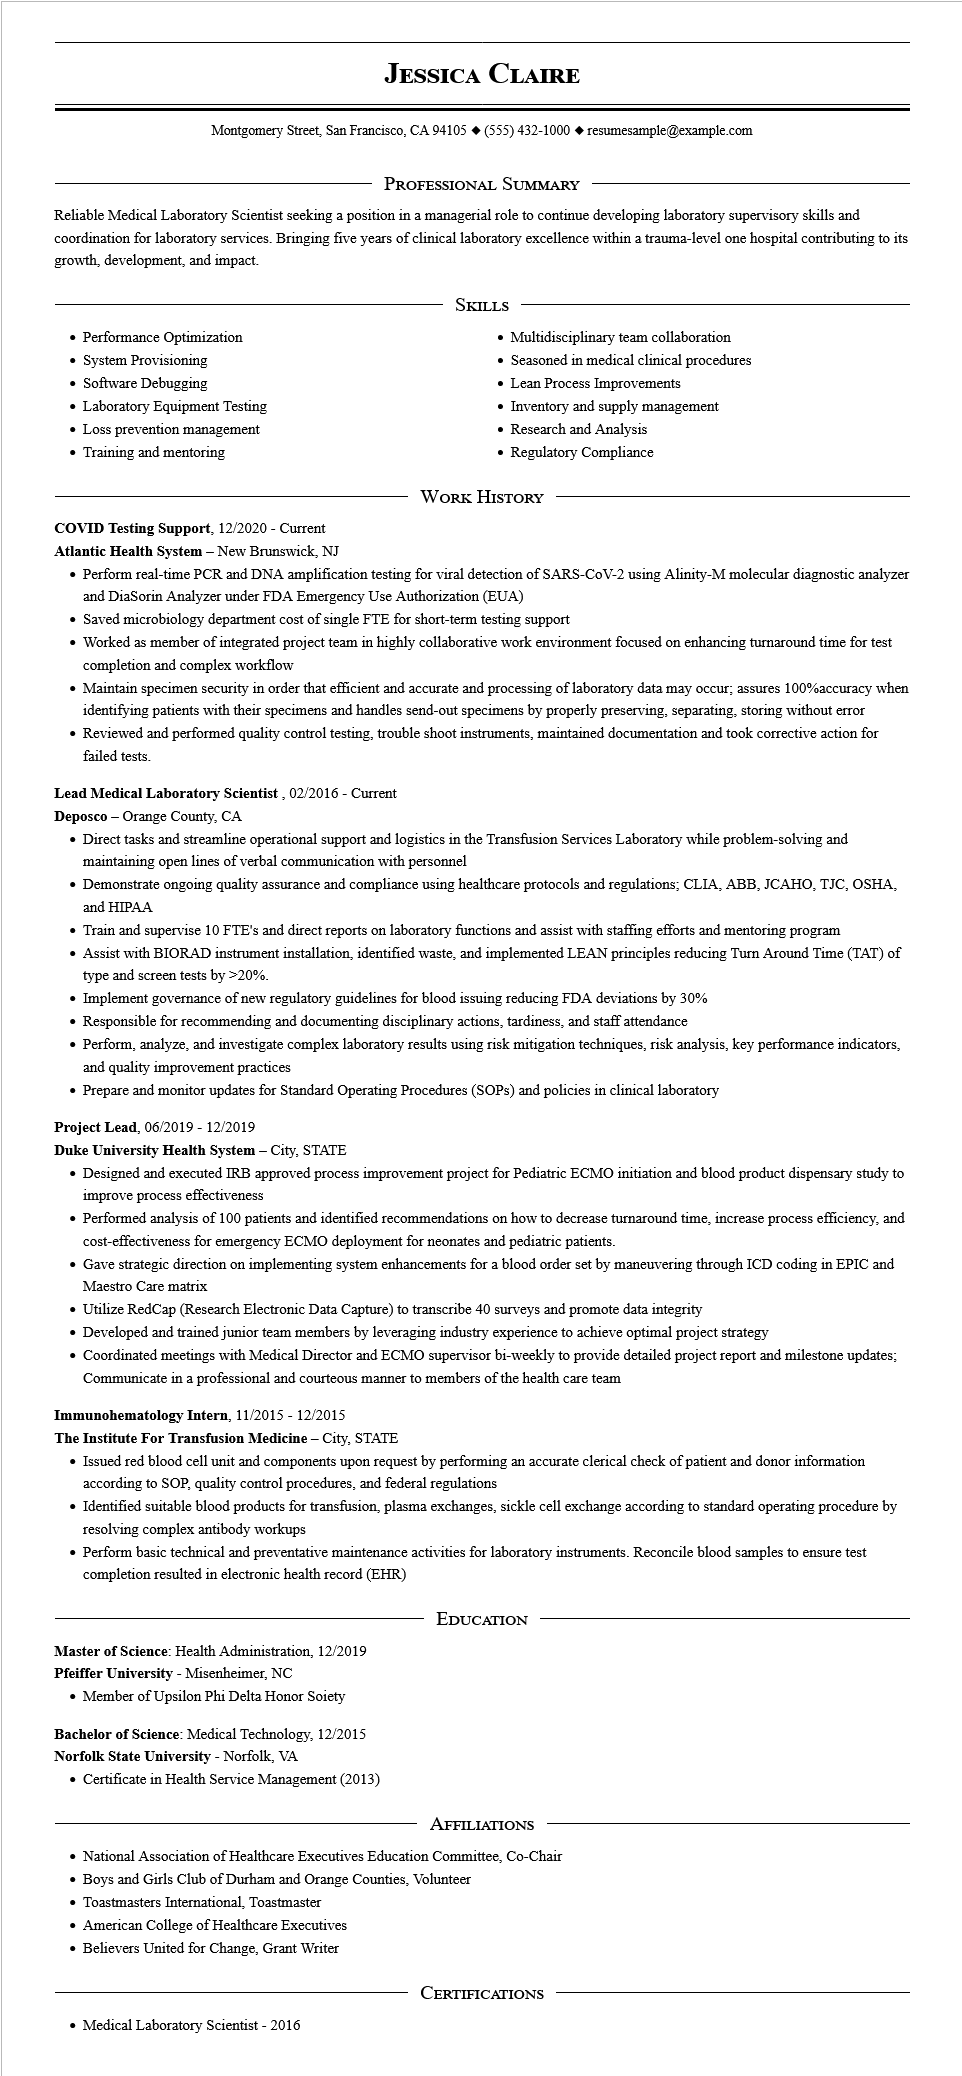 Jessica Claire
Montgomery Street, San Francisco, CA 94105 ◆ (555) 432-1000 ◆ resumesample@example.com
Professional Summary
Reliable Medical Laboratory Scientist seeking a position in a managerial role to continue developing laboratory supervisory skills and
coordination for laboratory services. Bringing five years of clinical laboratory excellence within a trauma-level one hospital contributing to its
growth, development, and impact.
Skills
• Performance Optimization
• System Provisioning
• Software Debugging
• Laboratory Equipment Testing
• Loss prevention management
• Training and mentoring
• Multidisciplinary team collaboration
• Seasoned in medical clinical procedures
• Lean Process Improvements
• Inventory and supply management
• Research and Analysis
• Regulatory Compliance
Work History
COVID Testing Support, 12/2020 - Current
Atlantic Health System – New Brunswick, NJ
• Perform real-time PCR and DNA amplification testing for viral detection of SARS-CoV-2 using Alinity-M molecular diagnostic analyzer
and DiaSorin Analyzer under FDA Emergency Use Authorization (EUA)
• Saved microbiology department cost of single FTE for short-term testing support
• Worked as member of integrated project team in highly collaborative work environment focused on enhancing turnaround time for test
completion and complex workflow
• Maintain specimen security in order that efficient and accurate and processing of laboratory data may occur; assures 100%accuracy when
identifying patients with their specimens and handles send-out specimens by properly preserving, separating, storing without error
• Reviewed and performed quality control testing, trouble shoot instruments, maintained documentation and took corrective action for
failed tests.
Lead Medical Laboratory Scientist , 02/2016 - Current
Deposco – Orange County, CA
• Direct tasks and streamline operational support and logistics in the Transfusion Services Laboratory while problem-solving and
maintaining open lines of verbal communication with personnel
• Demonstrate ongoing quality assurance and compliance using healthcare protocols and regulations; CLIA, ABB, JCAHO, TJC, OSHA,
and HIPAA
• Train and supervise 10 FTE's and direct reports on laboratory functions and assist with staffing efforts and mentoring program
• Assist with BIORAD instrument installation, identified waste, and implemented LEAN principles reducing Turn Around Time (TAT) of
type and screen tests by >20%.
• Implement governance of new regulatory guidelines for blood issuing reducing FDA deviations by 30%
• Responsible for recommending and documenting disciplinary actions, tardiness, and staff attendance
• Perform, analyze, and investigate complex laboratory results using risk mitigation techniques, risk analysis, key performance indicators,
and quality improvement practices
• Prepare and monitor updates for Standard Operating Procedures (SOPs) and policies in clinical laboratory
Project Lead, 06/2019 - 12/2019
Duke University Health System – City, STATE
• Designed and executed IRB approved process improvement project for Pediatric ECMO initiation and blood product dispensary study to
improve process effectiveness
• Performed analysis of 100 patients and identified recommendations on how to decrease turnaround time, increase process efficiency, and
cost-effectiveness for emergency ECMO deployment for neonates and pediatric patients.
• Gave strategic direction on implementing system enhancements for a blood order set by maneuvering through ICD coding in EPIC and
Maestro Care matrix
• Utilize RedCap (Research Electronic Data Capture) to transcribe 40 surveys and promote data integrity
• Developed and trained junior team members by leveraging industry experience to achieve optimal project strategy
• Coordinated meetings with Medical Director and ECMO supervisor bi-weekly to provide detailed project report and milestone updates;
Communicate in a professional and courteous manner to members of the health care team
Immunohematology Intern, 11/2015 - 12/2015
The Institute For Transfusion Medicine – City, STATE
• Issued red blood cell unit and components upon request by performing an accurate clerical check of patient and donor information
according to SOP, quality control procedures, and federal regulations
• Identified suitable blood products for transfusion, plasma exchanges, sickle cell exchange according to standard operating procedure by
resolving complex antibody workups
• Perform basic technical and preventative maintenance activities for laboratory instruments. Reconcile blood samples to ensure test
completion resulted in electronic health record (EHR)
Education
Master of Science: Health Administration, 12/2019
Pfeiffer University - Misenheimer, NC
• Member of Upsilon Phi Delta Honor Soiety
Bachelor of Science: Medical Technology, 12/2015
Norfolk State University - Norfolk, VA
• Certificate in Health Service Management (2013)
Affiliations
• National Association of Healthcare Executives Education Committee, Co-Chair
• Boys and Girls Club of Durham and Orange Counties, Volunteer
• Toastmasters International, Toastmaster
• American College of Healthcare Executives
• Believers United for Change, Grant Writer
Certifications
• Medical Laboratory Scientist - 2016